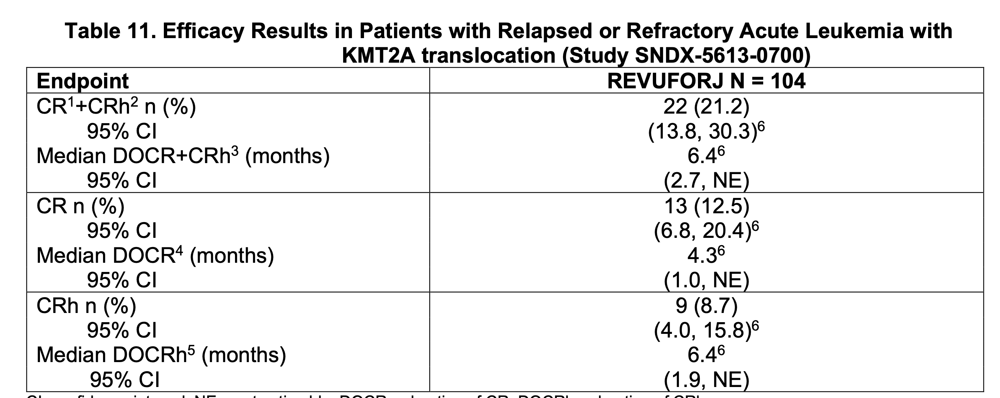 Table 11. Efficacy Results in Patients with Relapsed or Refractory Acute Leukemia with
KMT2A translocation (Study SNDX-5613-0700)
Endpoint REVUFORJ N = 104
CR¹+CRh² n (%) 22 (21.2)
95% CI (13.8, 30.3)⁶
Median DOCR+CRh³ (months) 6.4⁶
95% CI (2.7, NE)
CR n (%) 13 (12.5)
95% CI (6.8, 20.4)⁶
Median DOCR⁴ (months) 4.3⁶
95% CI (1.0, NE)
CRh n (%) 9 (8.7)
95% CI (4.0, 15.8)⁶
Median DOCRh⁵ (months) 6.4⁶
95% CI (1.9, NE)